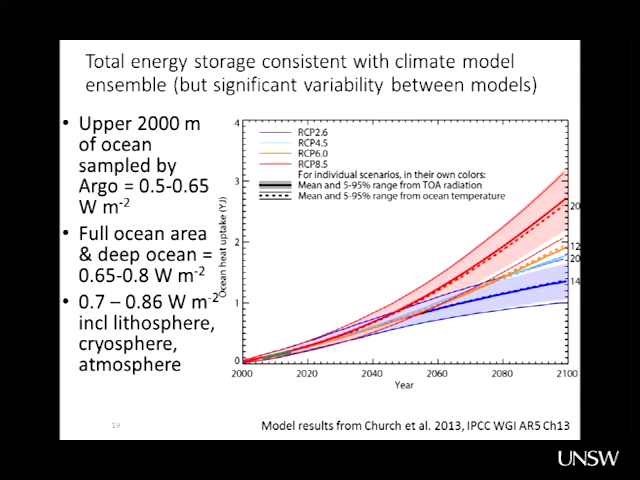 Total energy storage consistent with climate model
ensemble (but significant variability between models)
• Upper 2000 m
of ocean
sampled by
Argo = 0.5-0.65
W m-2
• Full ocean area
& deep ocean =
0.65-0.8 W m-2
• 0.7 – 0.86 W m-2
incl lithosphere,
cryosphere,
atmosphere
Ocean heat uptake (YJ)
4
3
2
1
0
RCP2.6
RCP4.5
RCP6.0
RCP8.5
For individual scenarios, in their own colors:
Mean and 5-95% range from TOA radiation
Mean and 5-95% range from ocean temperature
20
12
20
14
2000 2020 2040 2060 2080 2100
Year
19
Model results from Church et al. 2013, IPCC WGI AR5 Ch13
UNSW